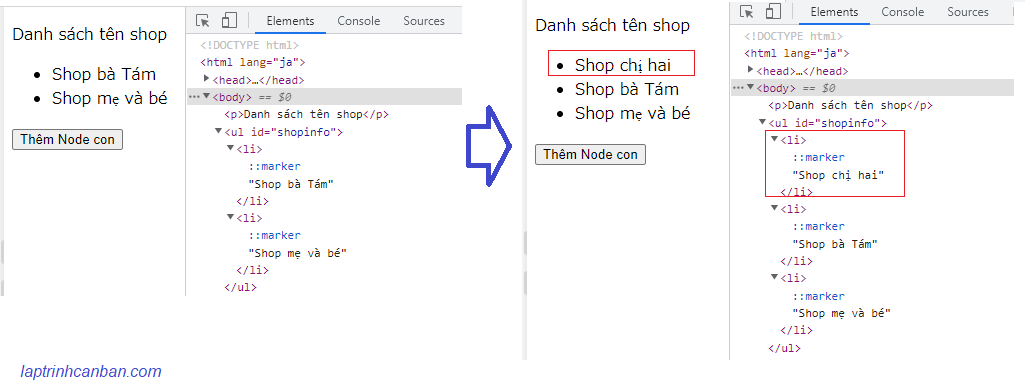 Danh sách tên shop
Shop bà Tám
Shop mẹ và bé
Thêm Node con
Elements Console Sources
<!DOCTYPE html>
<html lang="ja">
<head>…</head>
<body> == $0
<p>Danh sách tên shop</p>
<ul id="shopinfo">
<li>
::marker
"Shop bà Tám"
</li>
<li>
::marker
"Shop mẹ và bé"
</li>
</ul>
Danh sách tên shop
Shop chị hai
Shop bà Tám
Shop mẹ và bé
Thêm Node con
Elements Console Sources
<!DOCTYPE html>
<html lang="ja">
<head>…</head>
<body> == $0
<p>Danh sách tên shop</p>
<ul id="shopinfo">
<li>
::marker
"Shop chị hai"
</li>
<li>
::marker
"Shop bà Tám"
</li>
<li>
::marker
"Shop mẹ và bé"
</li>
</ul>
laptrinhcanban.com